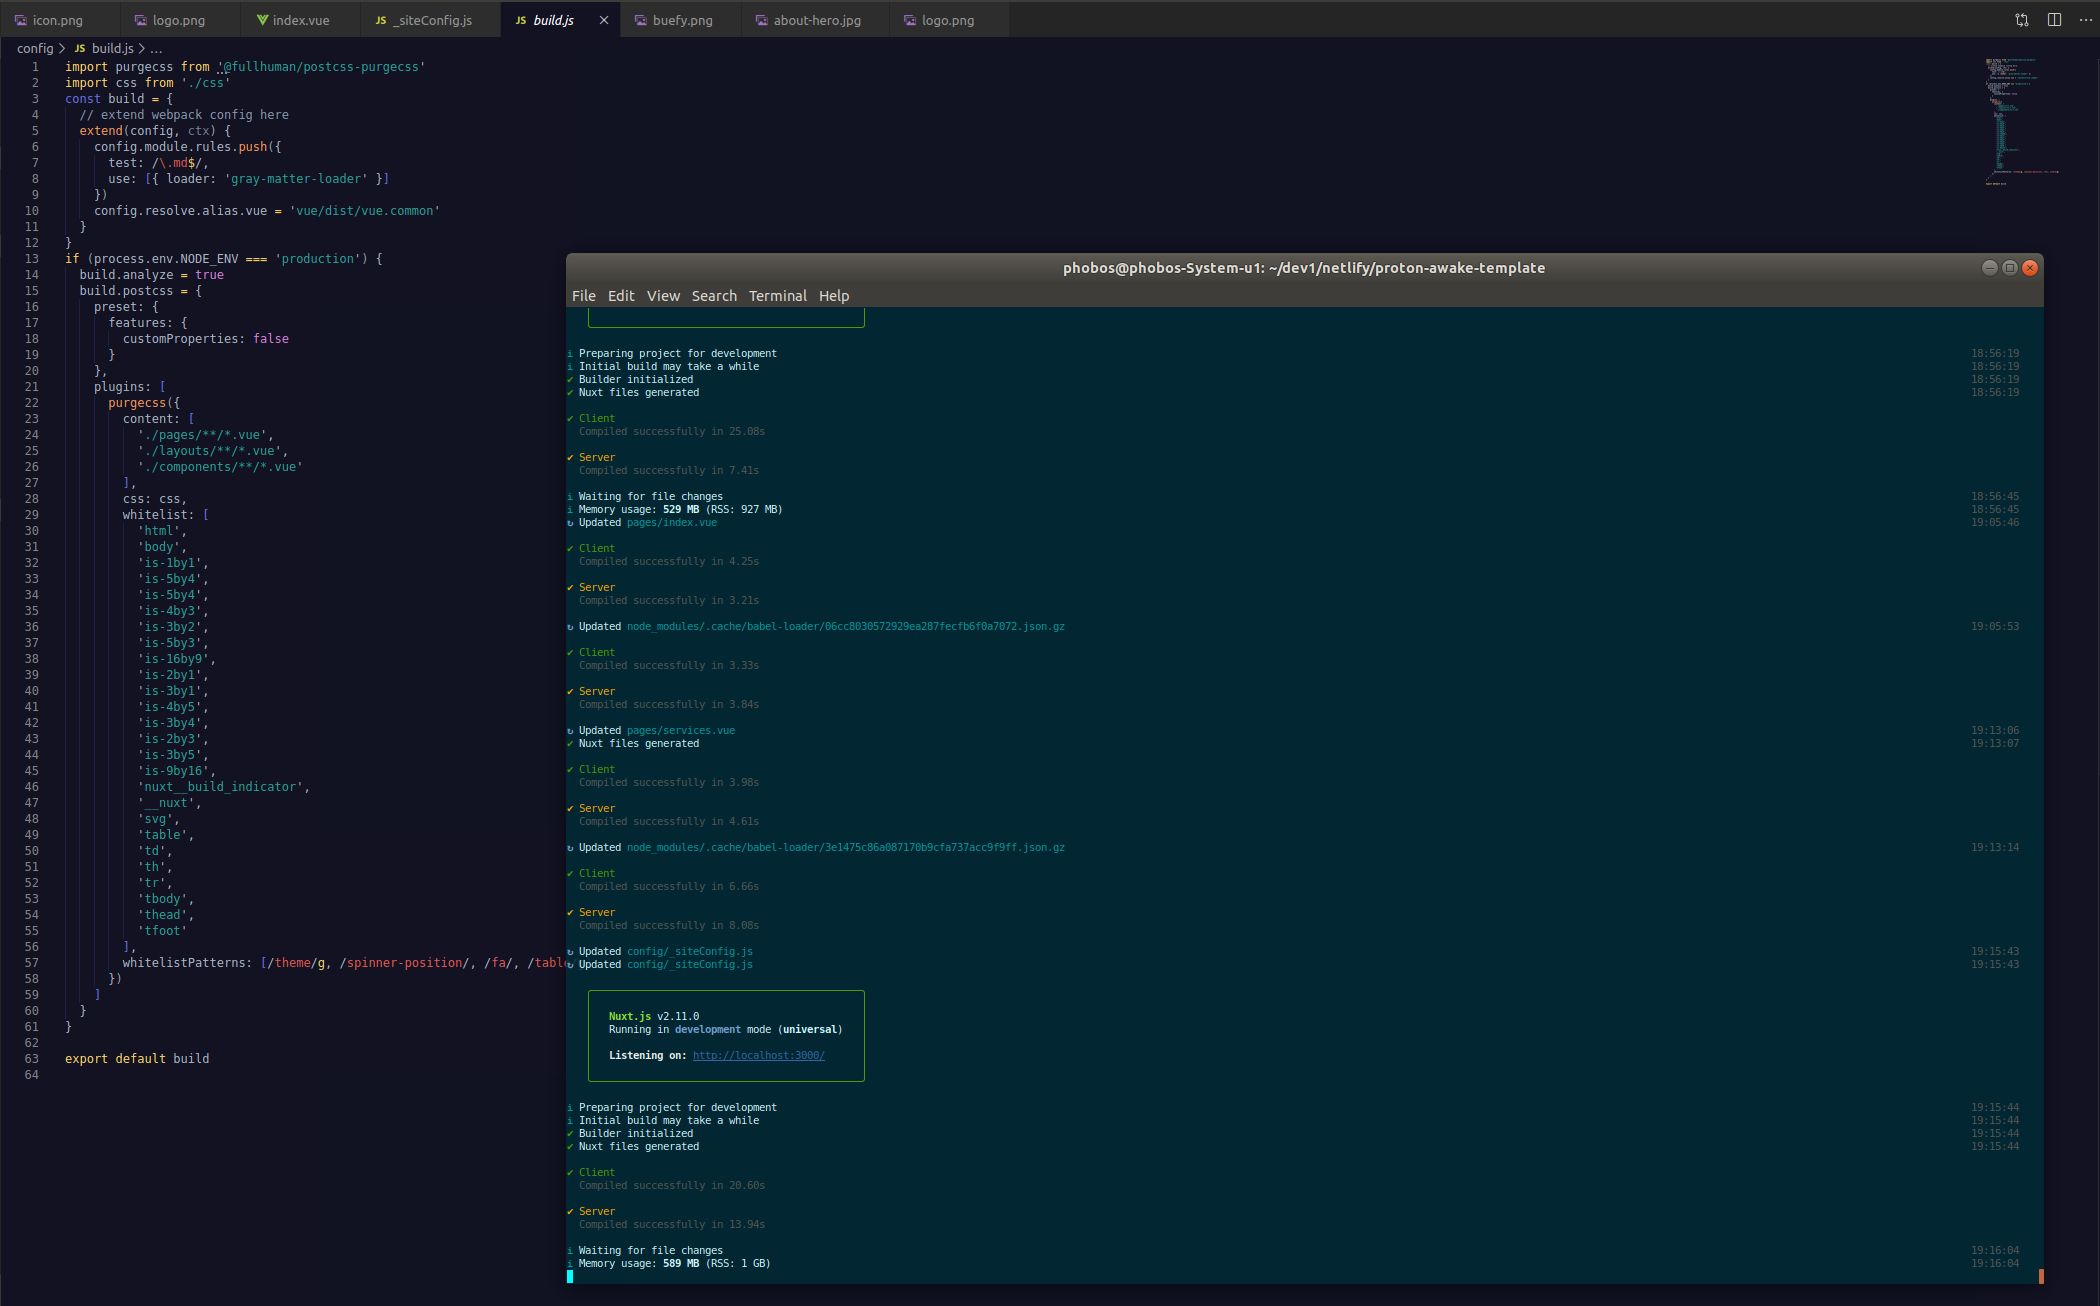 icon.png logo.png index.vue JS _siteConfig.js JS build.js × buefy.png about-hero.jpg logo.png ...
config > JS build.js > ...
1 import purgecss from '@fullhuman/postcss-purgecss'
2 import css from './css'
3 const build = {
4 // extend webpack config here
5 extend(config, ctx) {
6 config.module.rules.push({
7 test: /\.md$/,
8 use: [{ loader: 'gray-matter-loader' }]
9 })
10 config.resolve.alias.vue = 'vue/dist/vue.common'
11 }
12 }
13 if (process.env.NODE_ENV === 'production') {
14 build.analyze = true
15 build.postcss = {
16 preset: {
17 features: {
18 customProperties: false
19 }
20 },
21 plugins: [
22 purgecss({
23 content: [
24 './pages/**/*.vue',
25 './layouts/**/*.vue',
26 './components/**/*.vue'
27 ],
28 css: css,
29 whitelist: [
30 'html',
31 'body',
32 'is-1by1',
33 'is-5by4',
34 'is-5by4',
35 'is-4by3',
36 'is-3by2',
37 'is-5by3',
38 'is-16by9',
39 'is-2by1',
40 'is-3by1',
41 'is-4by5',
42 'is-3by4',
43 'is-2by3',
44 'is-3by5',
45 'is-9by16',
46 'nuxt__build_indicator',
47 '__nuxt',
48 'svg',
49 'table',
50 'td',
51 'th',
52 'tr',
53 'tbody',
54 'thead',
55 'tfoot'
56 ],
57 whitelistPatterns: [/theme/g, /spinner-position/, /fa/, /tabl
58 })
59 ]
60 }
61 }
62
63 export default build
64
phobos@phobos-System-u1: ~/dev1/netlify/proton-awake-template
File Edit View Search Terminal Help
i Preparing project for development 18:56:19
i Initial build may take a while 18:56:19
✔ Builder initialized 18:56:19
✔ Nuxt files generated 18:56:19
✔ Client
Compiled successfully in 25.08s
✔ Server
Compiled successfully in 7.41s
i Waiting for file changes 18:56:45
i Memory usage: 529 MB (RSS: 927 MB) 18:56:45
↻ Updated pages/index.vue 19:05:46
✔ Client
Compiled successfully in 4.25s
✔ Server
Compiled successfully in 3.21s
↻ Updated node_modules/.cache/babel-loader/06cc8030572929ea287fecfb6f0a7072.json.gz 19:05:53
✔ Client
Compiled successfully in 3.33s
✔ Server
Compiled successfully in 3.84s
↻ Updated pages/services.vue 19:13:06
✔ Nuxt files generated 19:13:07
✔ Client
Compiled successfully in 3.98s
✔ Server
Compiled successfully in 4.61s
↻ Updated node_modules/.cache/babel-loader/3e1475c86a087170b9cfa737acc9f9ff.json.gz 19:13:14
✔ Client
Compiled successfully in 6.66s
✔ Server
Compiled successfully in 8.08s
↻ Updated config/_siteConfig.js 19:15:43
↻ Updated config/_siteConfig.js 19:15:43
Nuxt.js v2.11.0
Running in development mode (universal)
Listening on: http://localhost:3000/
i Preparing project for development 19:15:44
i Initial build may take a while 19:15:44
✔ Builder initialized 19:15:44
✔ Nuxt files generated 19:15:44
✔ Client
Compiled successfully in 20.60s
✔ Server
Compiled successfully in 13.94s
i Waiting for file changes 19:16:04
i Memory usage: 589 MB (RSS: 1 GB) 19:16:04